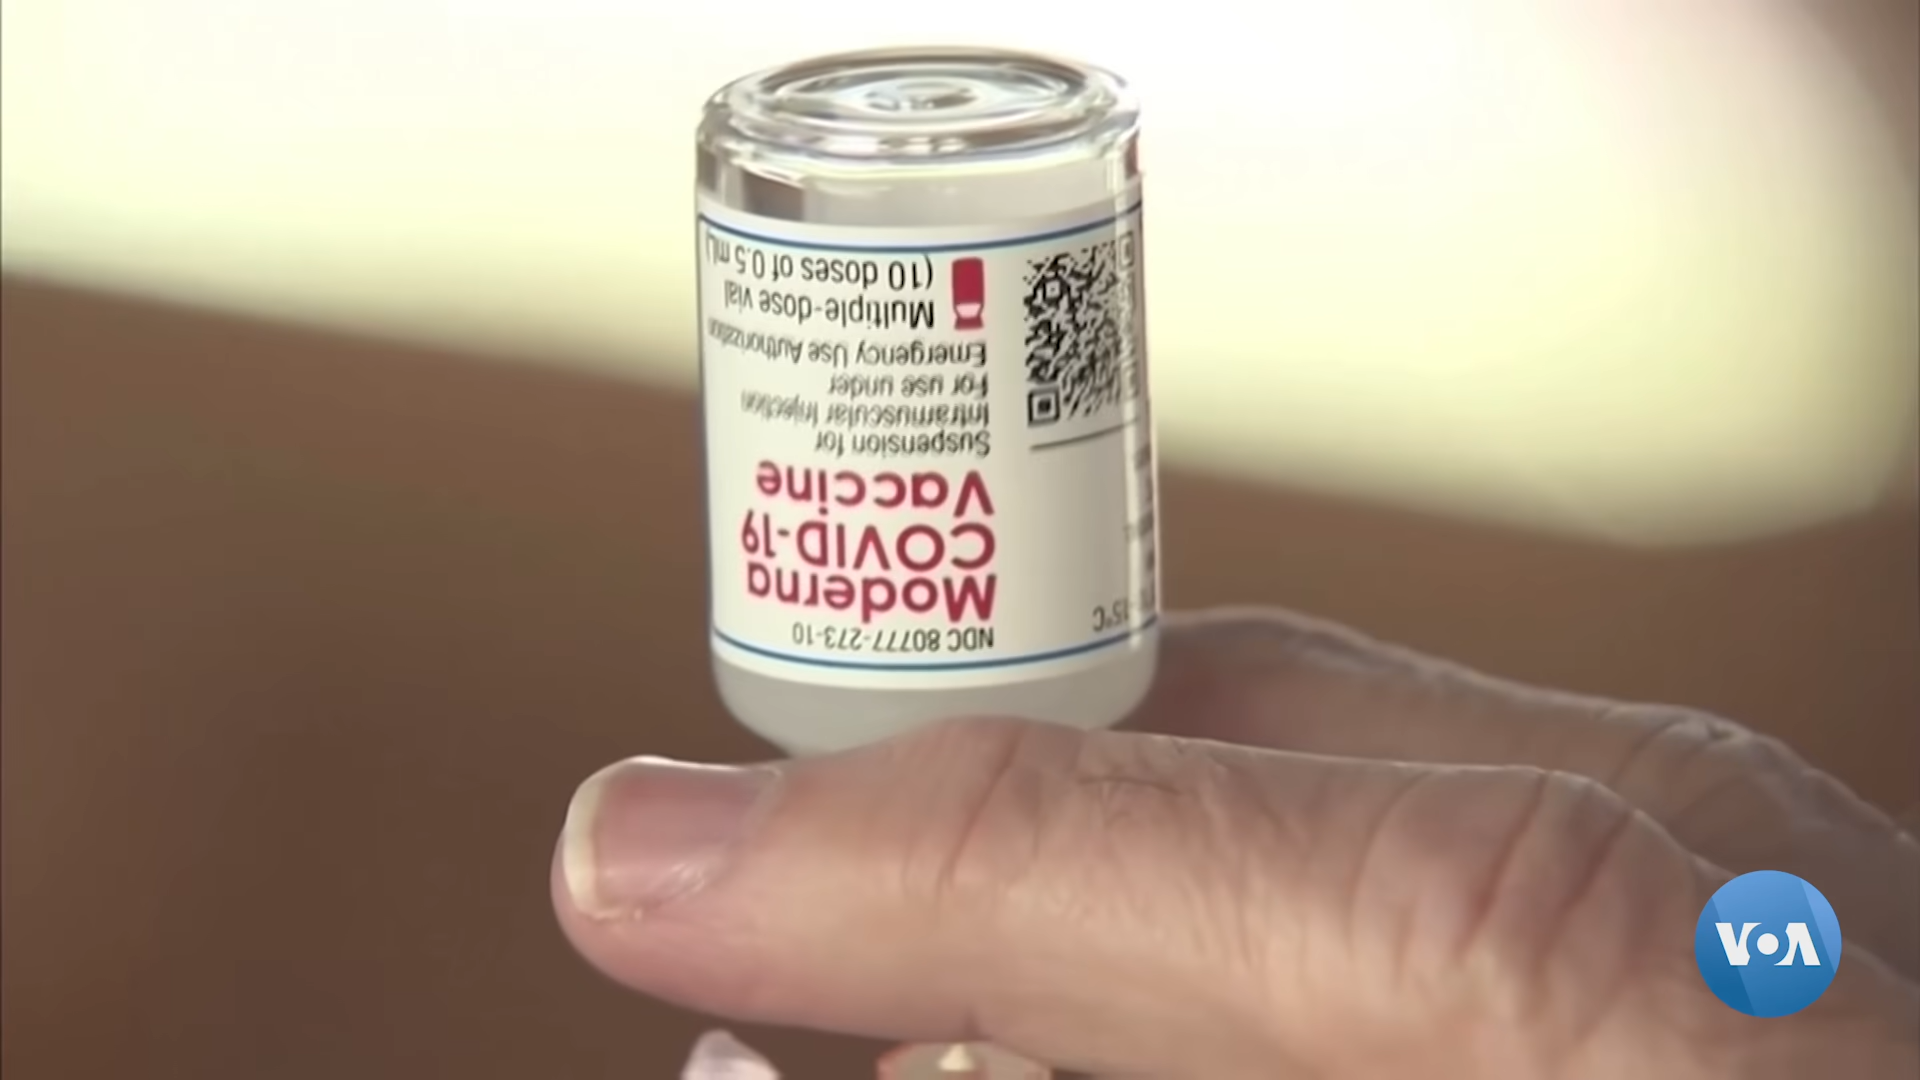 NDC 80777-273-10
Moderna
COVID-19
Vaccine
Suspension for
Intramuscular Injection
For use under
Emergency Use Authorization
Multiple-dose vial
(10 doses of 0.5 mL)
VOA